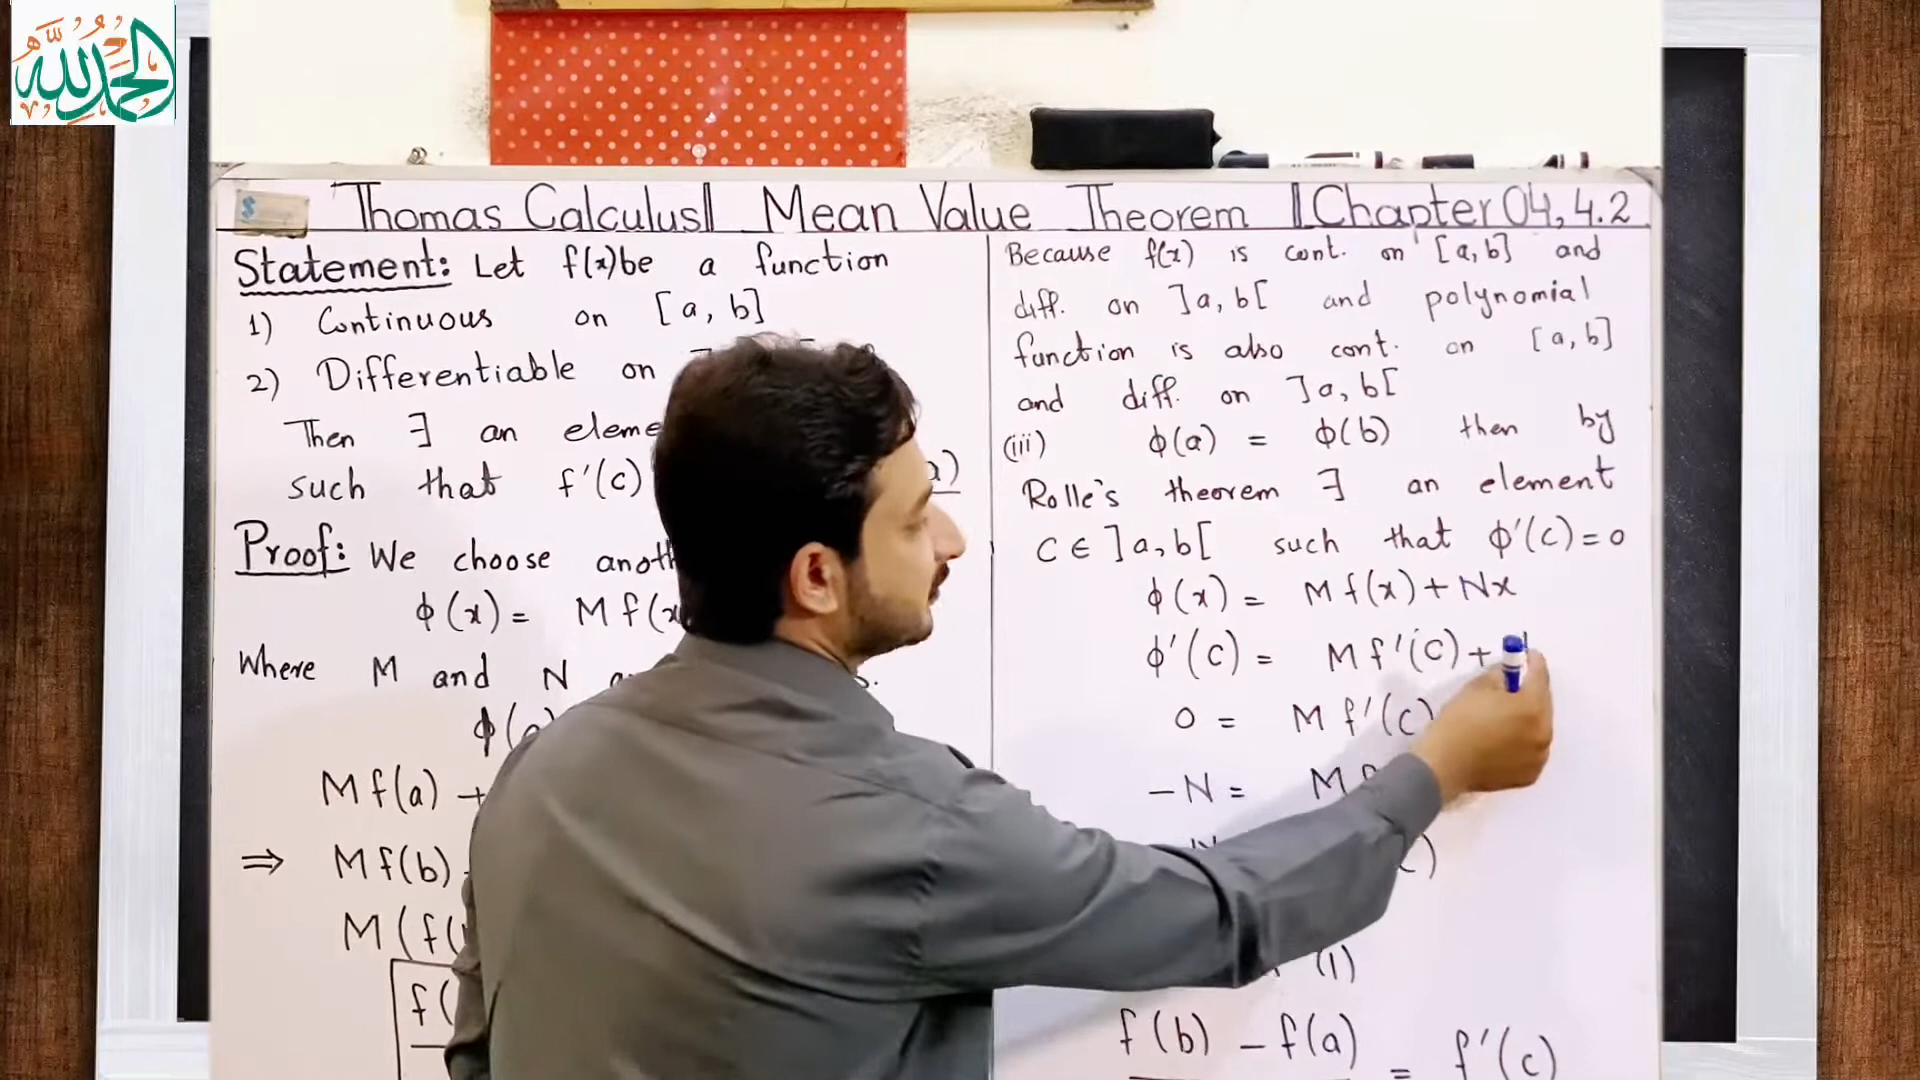 الحمد لله
Thomas Calculus || Mean Value Theorem || Chapter 04, 4.2
Statement: Let f(x) be a function
1) Continuous on [a, b]
2) Differentiable on
Then ∃ an eleme
such that f'(c) a)
Proof: We choose anoth
ϕ(x) = M f(x
Where M and N s.
ϕ(a
M f(a) +
⇒ M f(b)
M (f(
f(
Because f(x) is cont. on [a, b] and
diff. on ]a, b[ and polynomial
function is also cont. on [a, b]
and diff. on ]a, b[
(iii) ϕ(a) = ϕ(b) then by
Rolle's theorem ∃ an element
C ∈ ]a, b[ such that ϕ'(c) = 0
ϕ(x) = M f(x) + Nx
ϕ'(c) = M f'(c) +
0 = M f'(c)
-N = M
(1)
f(b) - f(a) = f'(c)